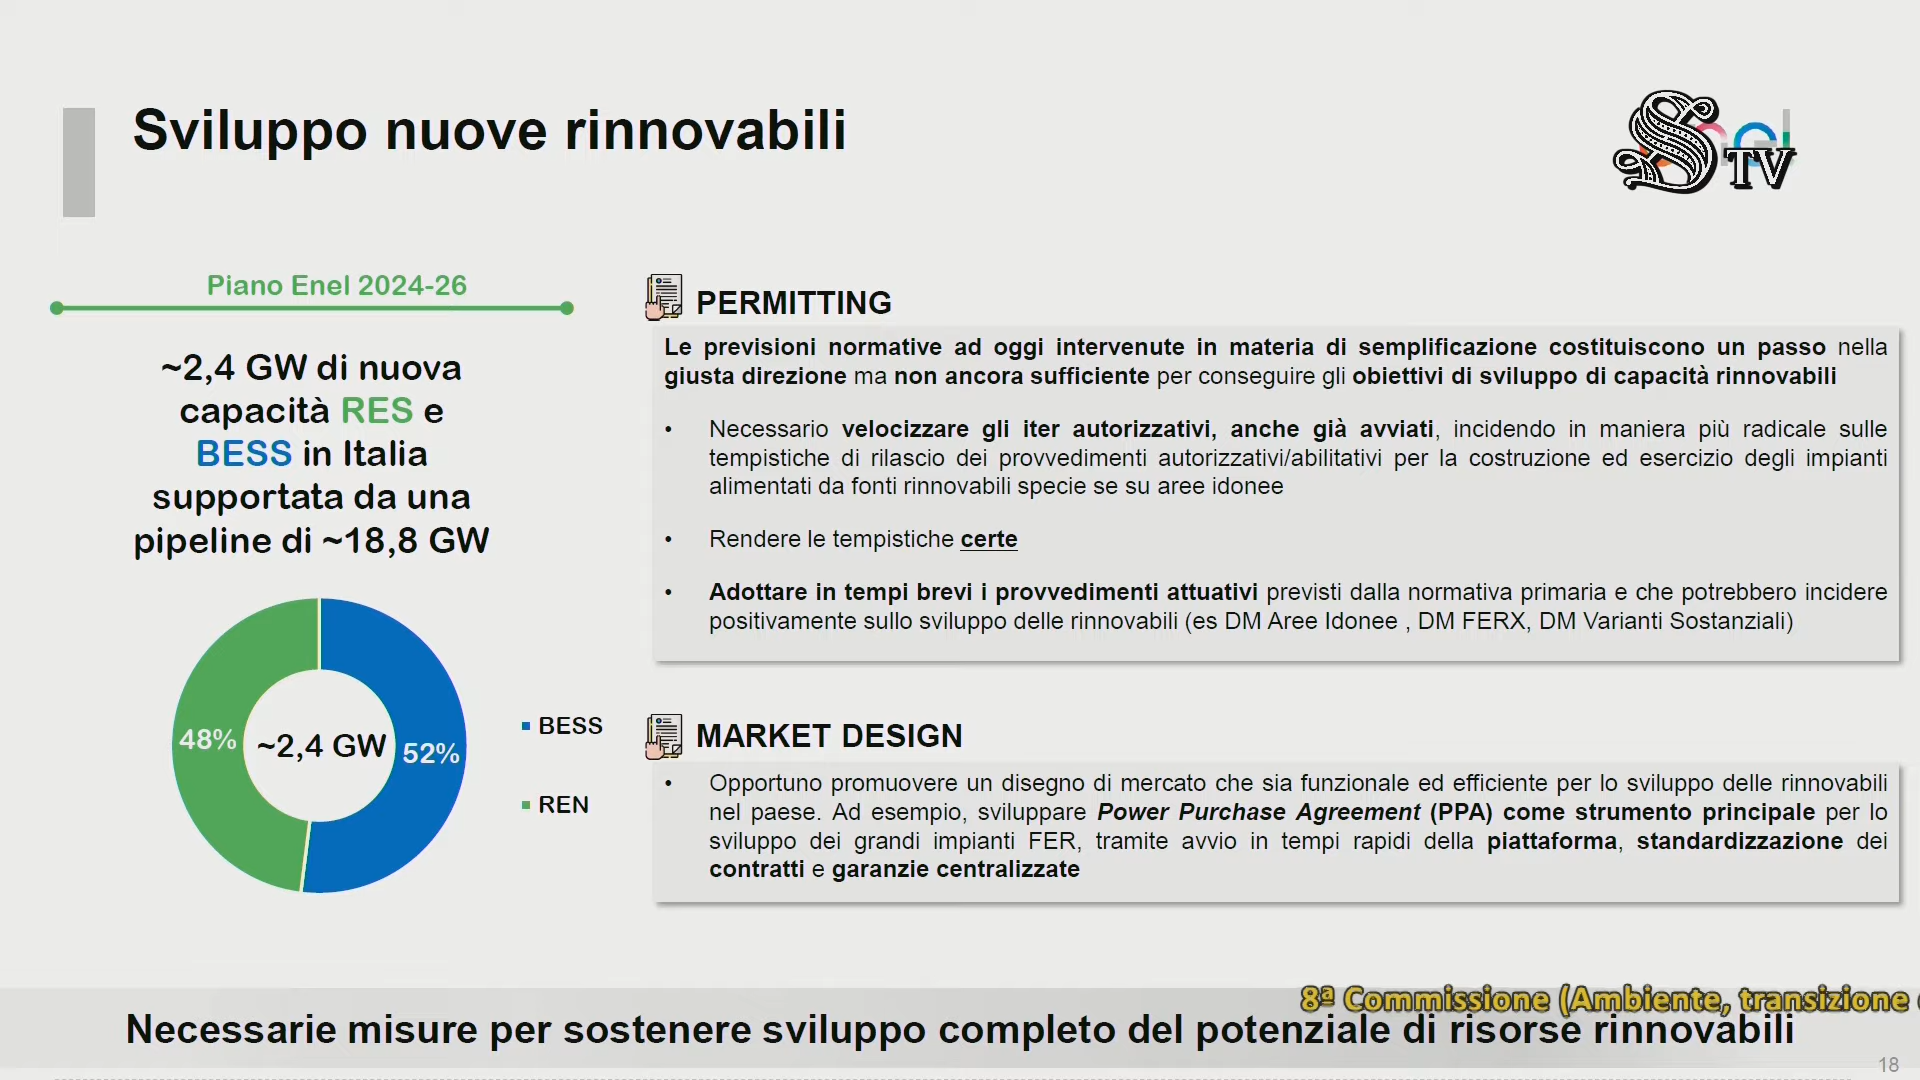 Sviluppo nuove rinnovabili
STV
Piano Enel 2024-26
~2,4 GW di nuova
capacità RES e
BESS in Italia
supportata da una
pipeline di ~18,8 GW
48%
~2,4 GW
52%
BESS
REN
PERMITTING
Le previsioni normative ad oggi intervenute in materia di semplificazione costituiscono un passo nella
giusta direzione ma non ancora sufficiente per conseguire gli obiettivi di sviluppo di capacità rinnovabili
• Necessario velocizzare gli iter autorizzativi, anche già avviati, incidendo in maniera più radicale sulle
tempistiche di rilascio dei provvedimenti autorizzativi/abilitativi per la costruzione ed esercizio degli impianti
alimentati da fonti rinnovabili specie se su aree idonee
• Rendere le tempistiche certe
• Adottare in tempi brevi i provvedimenti attuativi previsti dalla normativa primaria e che potrebbero incidere
positivamente sullo sviluppo delle rinnovabili (es DM Aree Idonee , DM FERX, DM Varianti Sostanziali)
MARKET DESIGN
• Opportuno promuovere un disegno di mercato che sia funzionale ed efficiente per lo sviluppo delle rinnovabili
nel paese. Ad esempio, sviluppare Power Purchase Agreement (PPA) come strumento principale per lo
sviluppo dei grandi impianti FER, tramite avvio in tempi rapidi della piattaforma, standardizzazione dei
contratti e garanzie centralizzate
8ª Commissione (Ambiente, transizione
Necessarie misure per sostenere sviluppo completo del potenziale di risorse rinnovabili
18